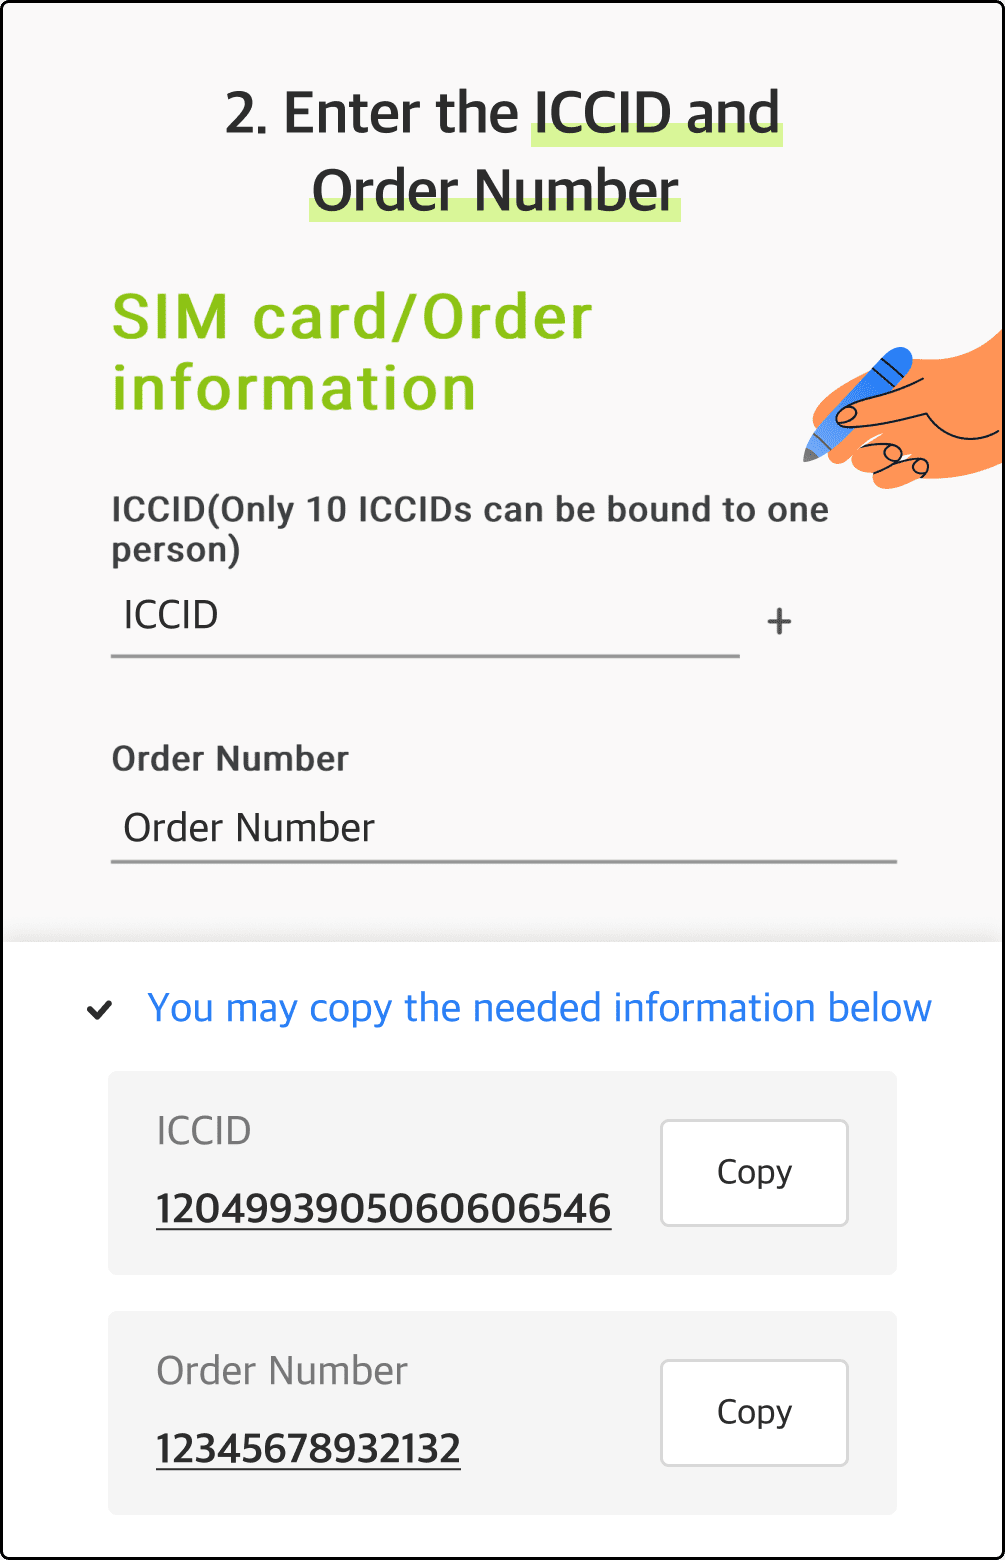 2. Enter the ICCID and
Order Number
SIM card/Order
information
ICCID(Only 10 ICCIDs can be bound to one
person)
ICCID
+
Order Number
Order Number
You may copy the needed information below
ICCID
1204993905060606546
Copy
Order Number
12345678932132
Copy